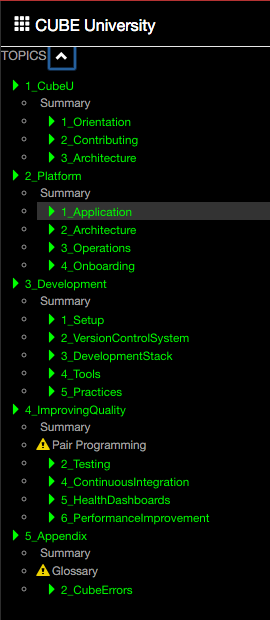 CUBE University
TOPICS
1_CubeU
Summary
1_Orientation
2_Contributing
3_Architecture
2_Platform
Summary
1_Application
2_Architecture
3_Operations
4_Onboarding
3_Development
Summary
1_Setup
2_VersionControlSystem
3_DevelopmentStack
4_Tools
5_Practices
4_ImprovingQuality
Summary
Pair Programming
2_Testing
4_ContinuousIntegration
5_HealthDashboards
6_PerformanceImprovement
5_Appendix
Summary
Glossary
2_CubeErrors